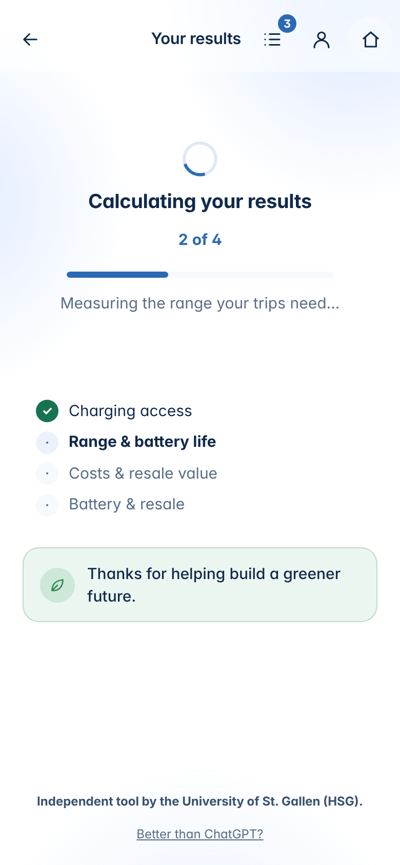 Your results
3
Calculating your results
2 of 4
Measuring the range your trips need...
Charging access
Range & battery life
Costs & resale value
Battery & resale
Thanks for helping build a greener
future.
Independent tool by the University of St. Gallen (HSG).
Better than ChatGPT?